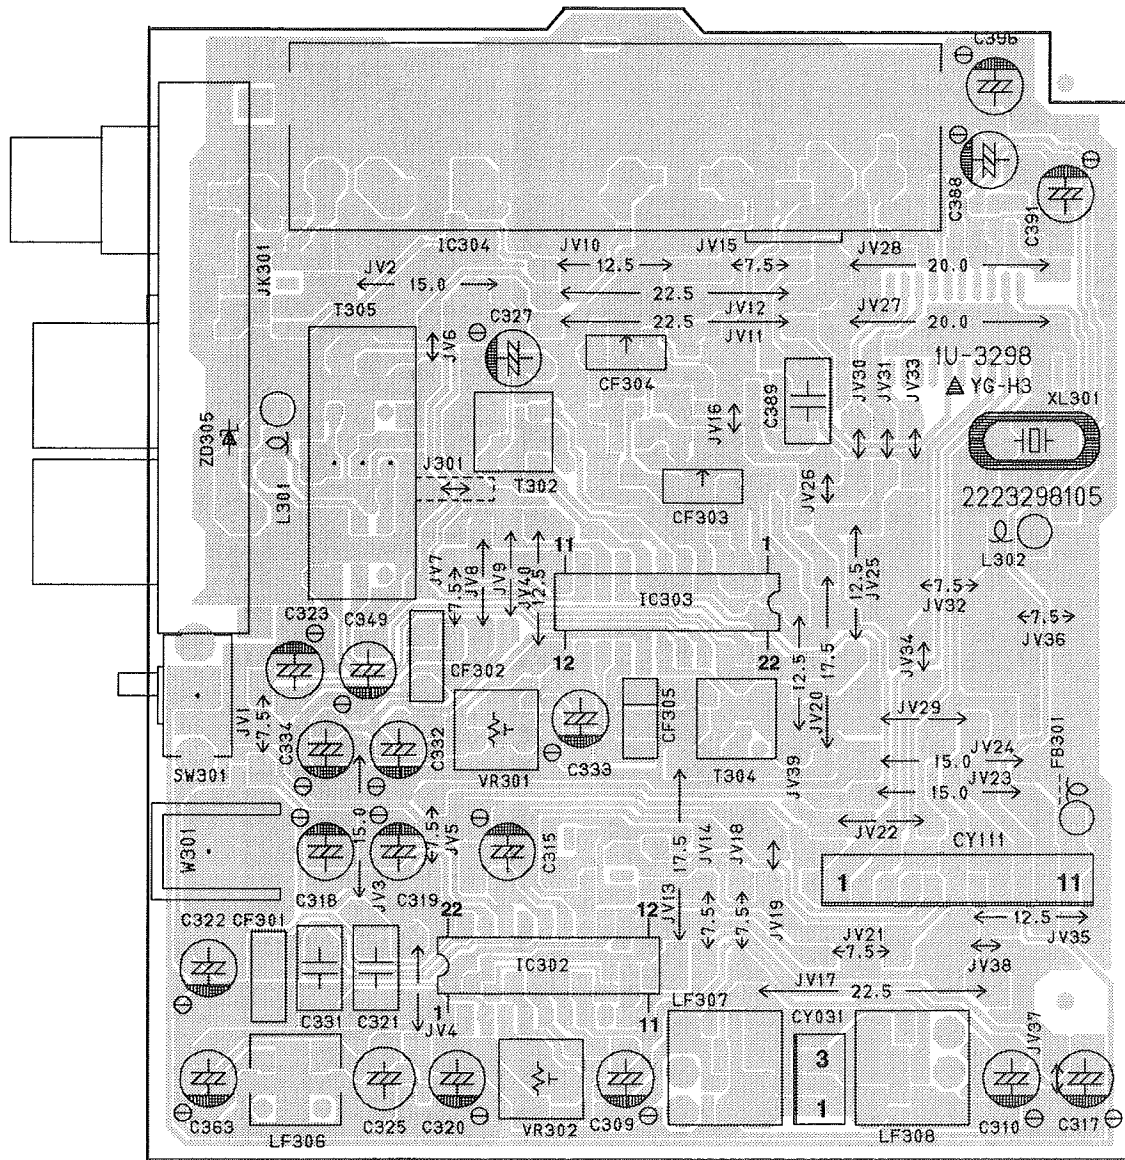 C396
C388
C391
IC304
JV10
JV15
JV28
12.5
7.5
20.0
JV2
15.0
22.5
JV12
22.5
JV11
JV27
20.0
JK301
T305
JV6
C327
CF304
1U-3298
YG-H3
XL301
C389
JV30
JV31
JV33
JV16
ZD305
L301
J301
T302
CF303
JV26
2223298105
L302
JV7
7.5
JV8
JV9
JV40
12.5
11
1
IC303
12
22
12.5
JV25
7.5
JV32
7.5
JV36
C323
C349
CF302
JV34
12.5
JV20
17.5
JV29
JV1
7.5
C334
C332
SW301
VR301
C333
CF305
T304
JV39
JV24
15.0
JV23
15.0
FB301
W301
15.0
7.5
JV5
C315
17.5
JV14
JV18
JV22
CY111
1
11
C318
JV3
C319
JV13
7.5
7.5
JV19
12.5
JV35
C322
CF301
22
12
IC302
JV21
7.5
JV38
C331
C321
1
JV4
11
LF307
JV17
22.5
CY031
3
1
JV37
C363
LF306
C325
C320
VR302
C309
LF308
C310
C317